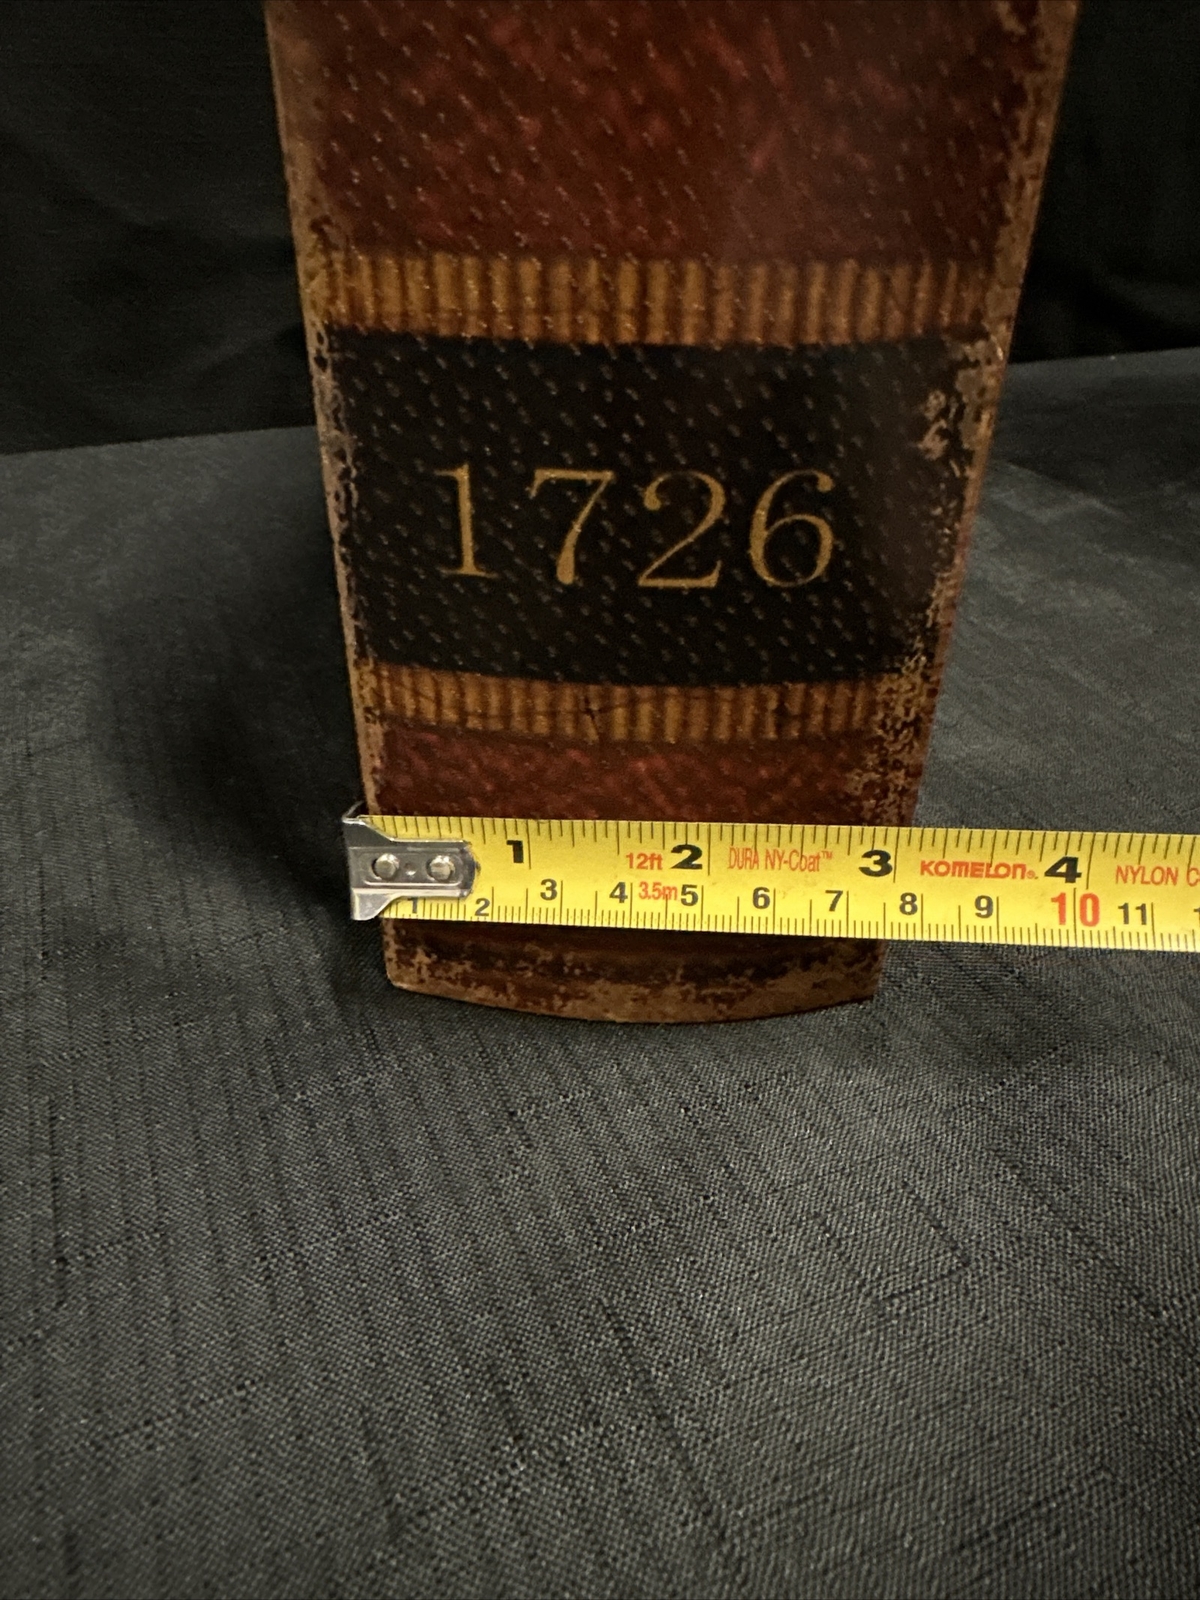 1726
1 12ft 2 DURA NY-Coat™ 3 KOMELON® 4 NYLON C
1 2 3 4 3.5m 5 6 7 8 9 10 11